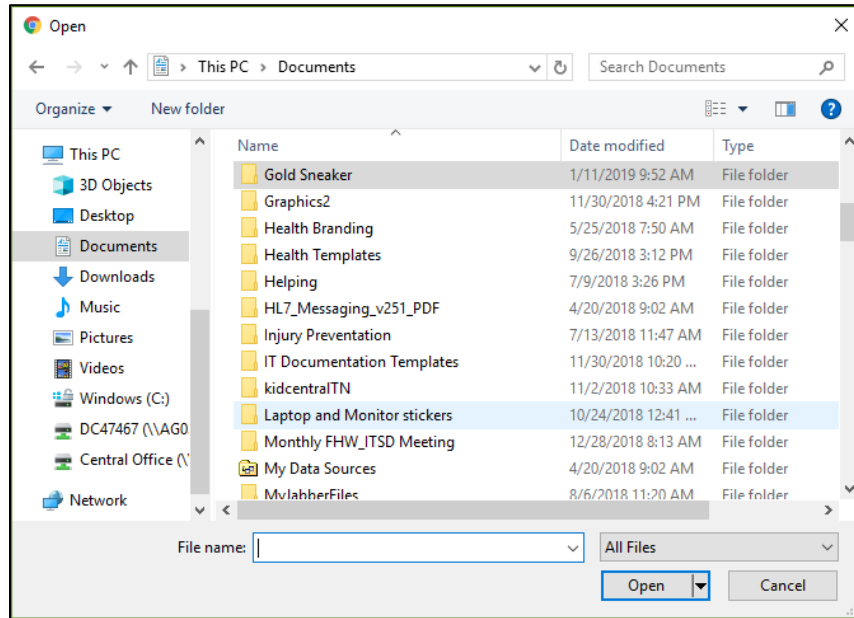 Open
This PC > Documents
Search Documents
Organize
New folder
?
This PC
3D Objects
Desktop
Documents
Downloads
Music
Pictures
Videos
Windows (C:)
DC47467 (\\AG0
Central Office (\'
Network
Name Date modified Type
Gold Sneaker 1/11/2019 9:52 AM File folder
Graphics2 11/30/2018 4:21 PM File folder
Health Branding 5/25/2018 7:50 AM File folder
Health Templates 9/26/2018 3:12 PM File folder
Helping 7/9/2018 3:26 PM File folder
HL7_Messaging_v251_PDF 4/20/2018 9:02 AM File folder
Injury Preventation 7/13/2018 11:47 AM File folder
IT Documentation Templates 11/30/2018 10:20 ... File folder
kidcentralTN 11/2/2018 10:33 AM File folder
Laptop and Monitor stickers 10/24/2018 12:41 ... File folder
Monthly FHW_ITSD Meeting 12/28/2018 8:13 AM File folder
My Data Sources 4/20/2018 9:02 AM File folder
MyJabberFiles 8/6/2018 11:20 AM File folder
File name:
All Files
Open
Cancel